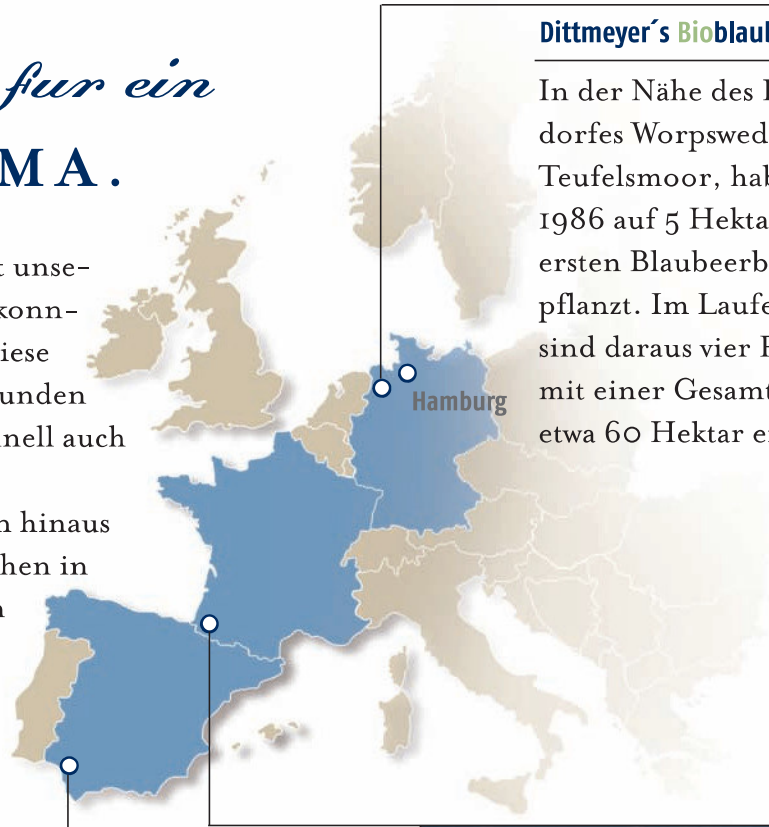 fur ein
MA.
t unse-
konn-
iese
unden
nell auch
n hinaus
hen in
n
Dittmeyer´s Bioblau
In der Nähe des
dorfes Worpswed
Teufelsmoor, hab
1986 auf 5 Hekta
ersten Blaubeerb
pflanzt. Im Laufe
sind daraus vier
mit einer Gesamt
etwa 60 Hektar e
Hamburg